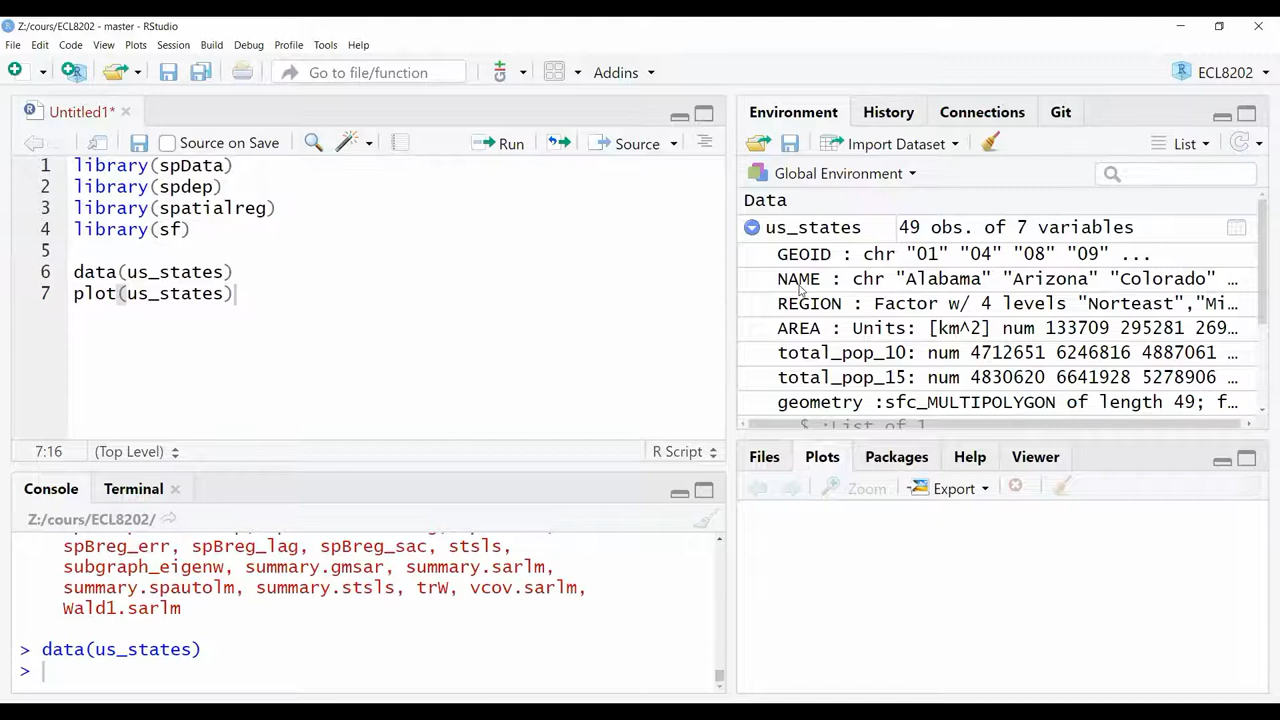 Z:/cours/ECL8202 - master - RStudio
File Edit Code View Plots Session Build Debug Profile Tools Help
Go to file/function Addins ECL8202
Untitled1*
Source on Save Run Source
1 library(spData)
2 library(spdep)
3 library(spatialreg)
4 library(sf)
5
6 data(us_states)
7 plot(us_states)
7:16 (Top Level) R Script
Console Terminal
Z:/cours/ECL8202/
spBreg_err, spBreg_lag, spBreg_sac, stsls,
subgraph_eigenw, summary.gmsar, summary.sarlm,
summary.spautolm, summary.stsls, trW, vcov.sarlm,
Wald1.sarlm
> data(us_states)
>
Environment History Connections Git
Import Dataset List
Global Environment
Data
us_states 49 obs. of 7 variables
GEOID : chr "01" "04" "08" "09" ...
NAME : chr "Alabama" "Arizona" "Colorado" …
REGION : Factor w/ 4 levels "Norteast","Mi…
AREA : Units: [km^2] num 133709 295281 269…
total_pop_10: num 4712651 6246816 4887061 …
total_pop_15: num 4830620 6641928 5278906 …
geometry :sfc_MULTIPOLYGON of length 49; f…
$ :List of 1
Files Plots Packages Help Viewer
Zoom Export